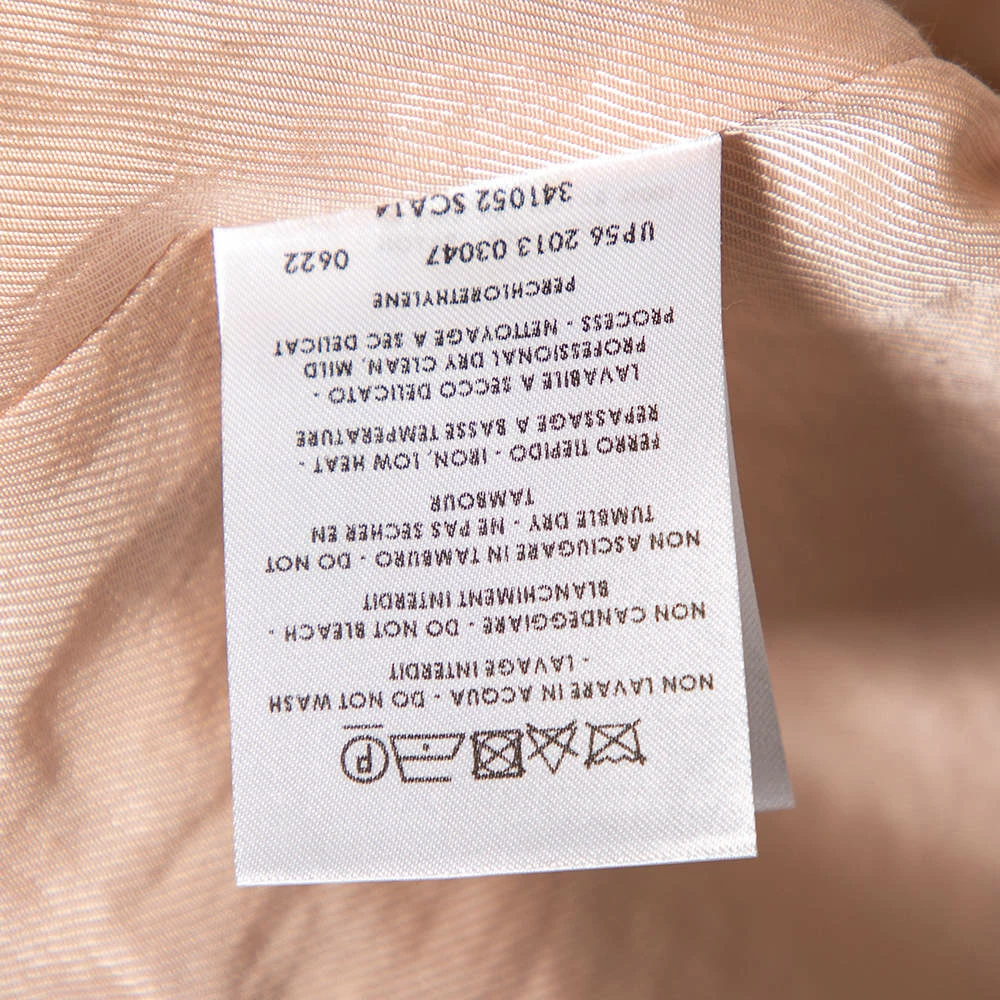 NON LAVARE IN ACQUA - DO NOT WASH
- LAVAGE INTERDIT
NON CANDEGGIARE - DO NOT BLEACH -
BLANCHIMENT INTERDIT
NON ASCIUGARE IN TAMBURO - DO NOT
TUMBLE DRY - NE PAS SECHER EN
TAMBOUR
FERRO TIEPIDO - IRON, LOW HEAT -
REPASSAGE A BASSE TEMPERATURE
LAVABILE A SECCO DELICATO -
PROFESSIONAL DRY CLEAN, MILD
PROCESS - NETTOYAGE A SEC DELICAT
PERCHLORETHYLENE
UP56 2013 03047 0622
341052 SCA14